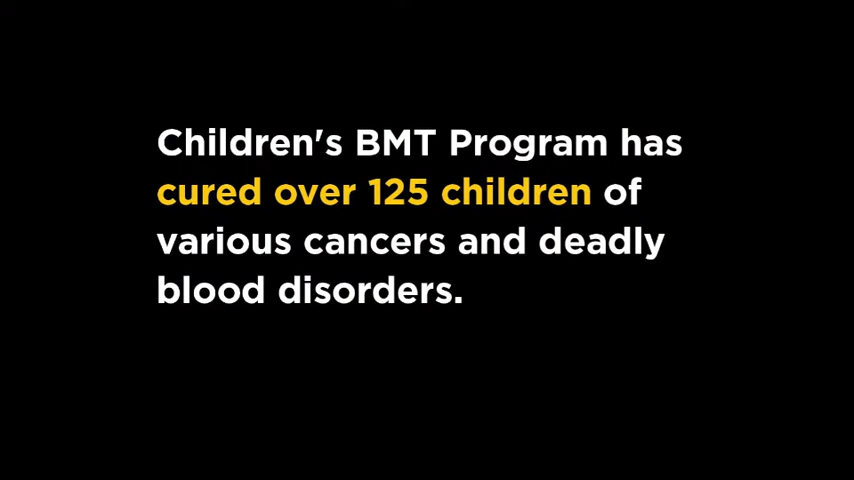 Children's BMT Program has
cured over 125 children of
various cancers and deadly
blood disorders.